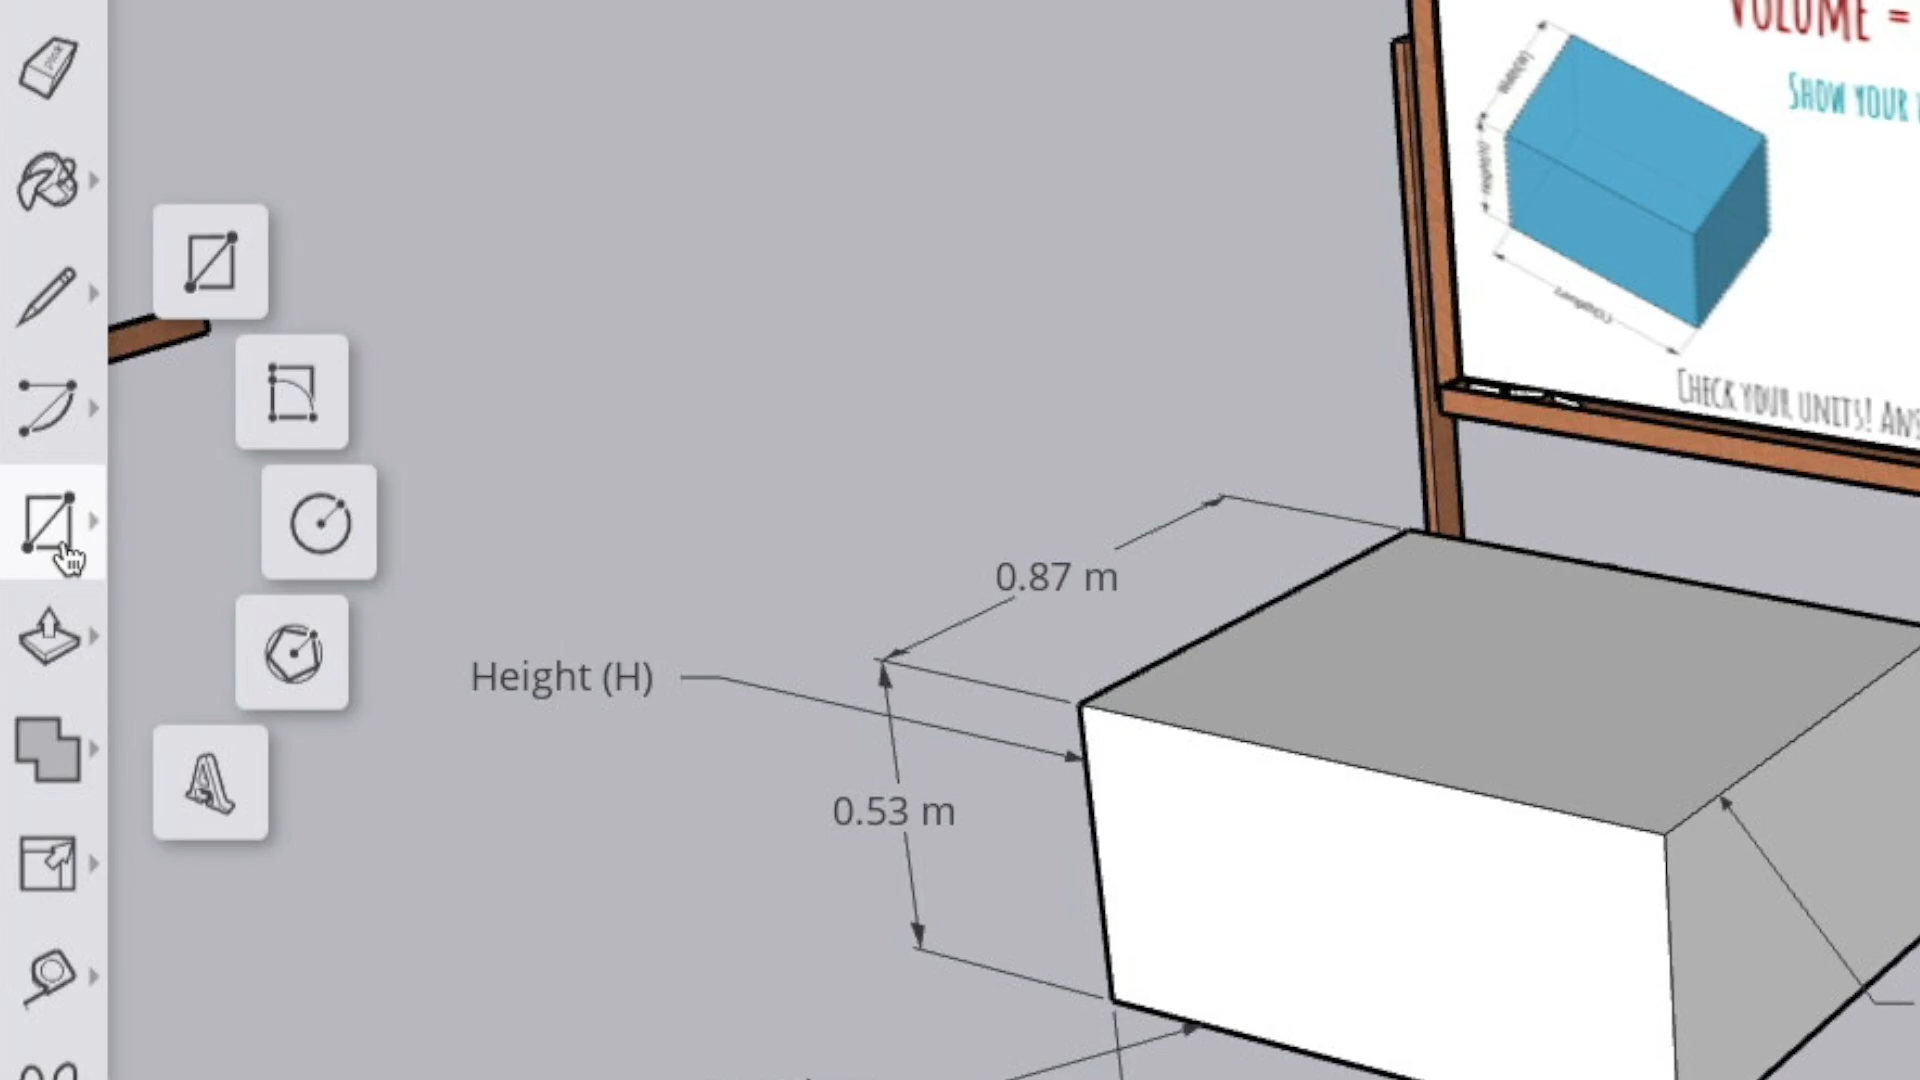 VOLUME =
SHOW YOUR
CHECK YOUR UNITS! ANS
0.87 m
Height (H)
0.53 m